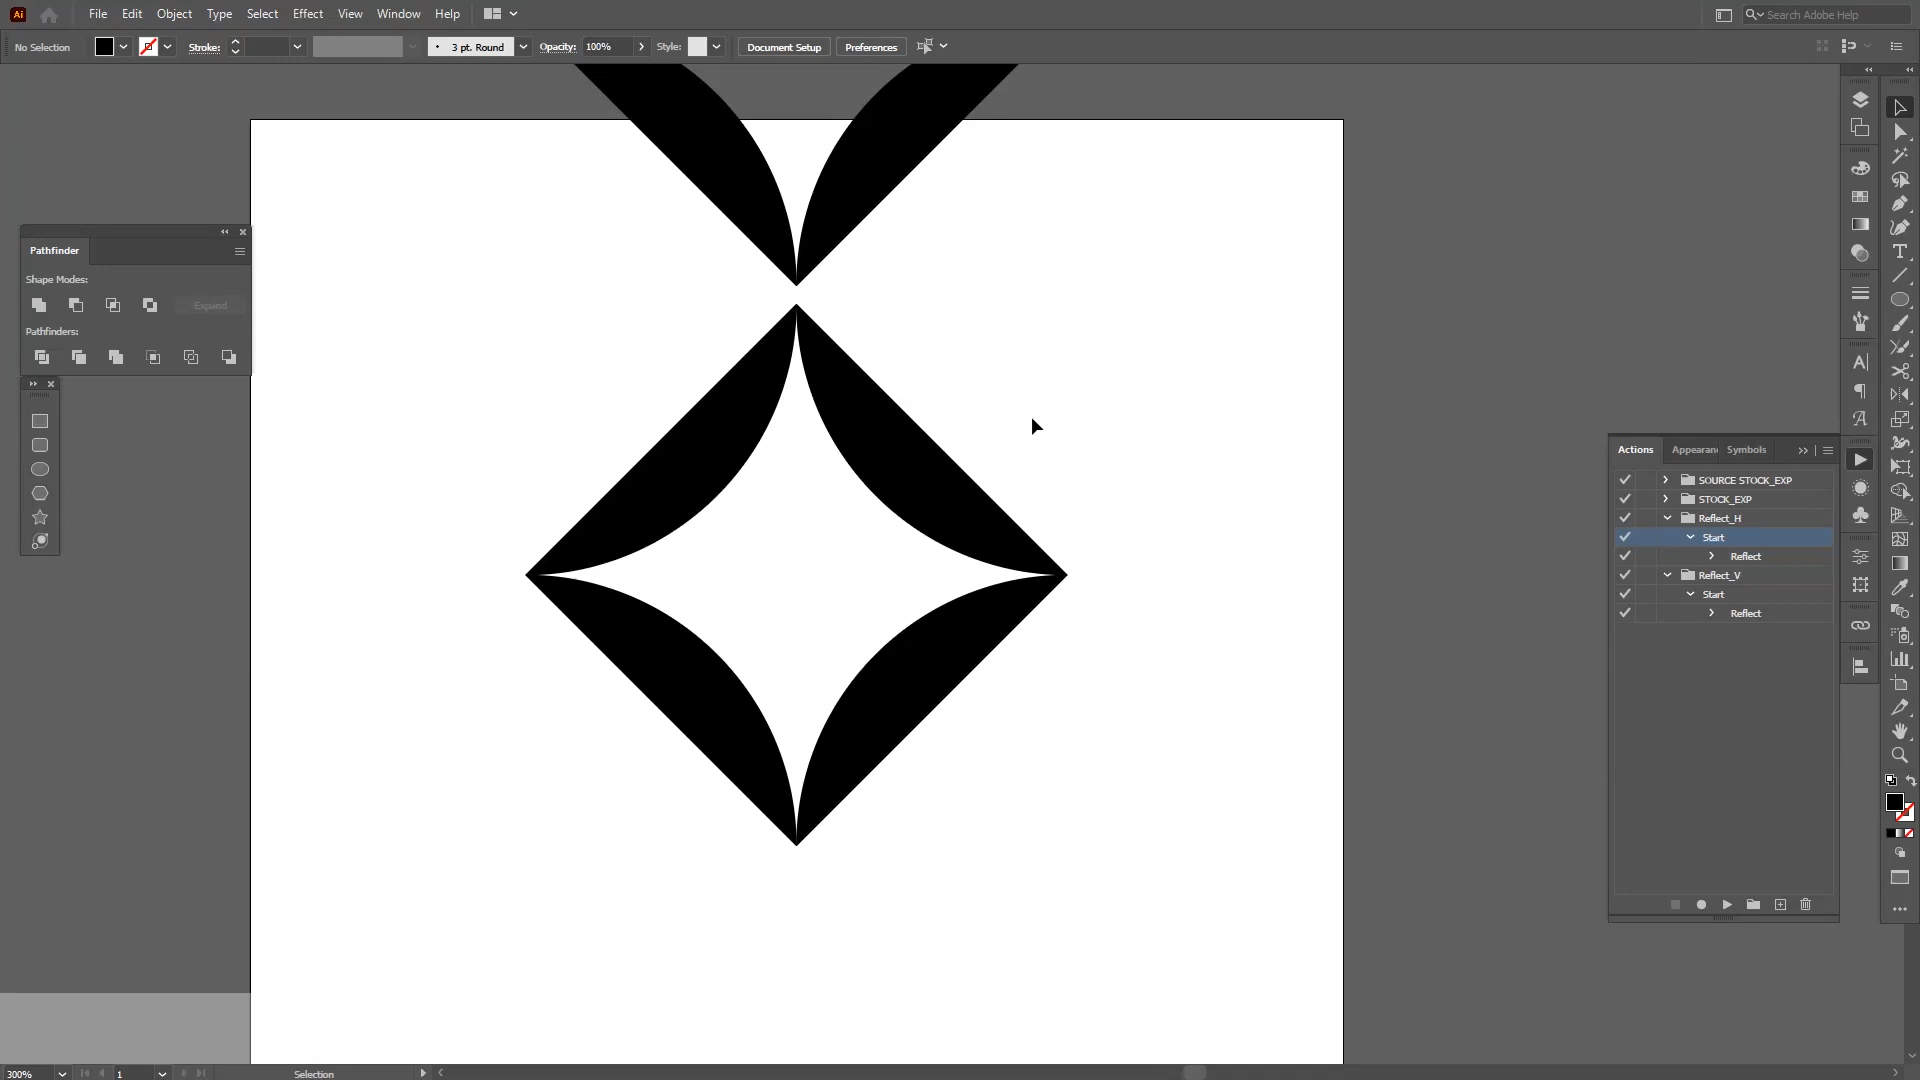 Ai File Edit Object Type Select Effect View Window Help Search Adobe Help
No Selection Stroke: 3 pt. Round Opacity: 100% Style: Document Setup Preferences
Pathfinder
Shape Modes:
Expand
Pathfinders:
Actions Appearan Symbols
SOURCE STOCK_EXP
STOCK_EXP
Reflect_H
Start
Reflect
Reflect_V
Start
Reflect
300% 1 Selection